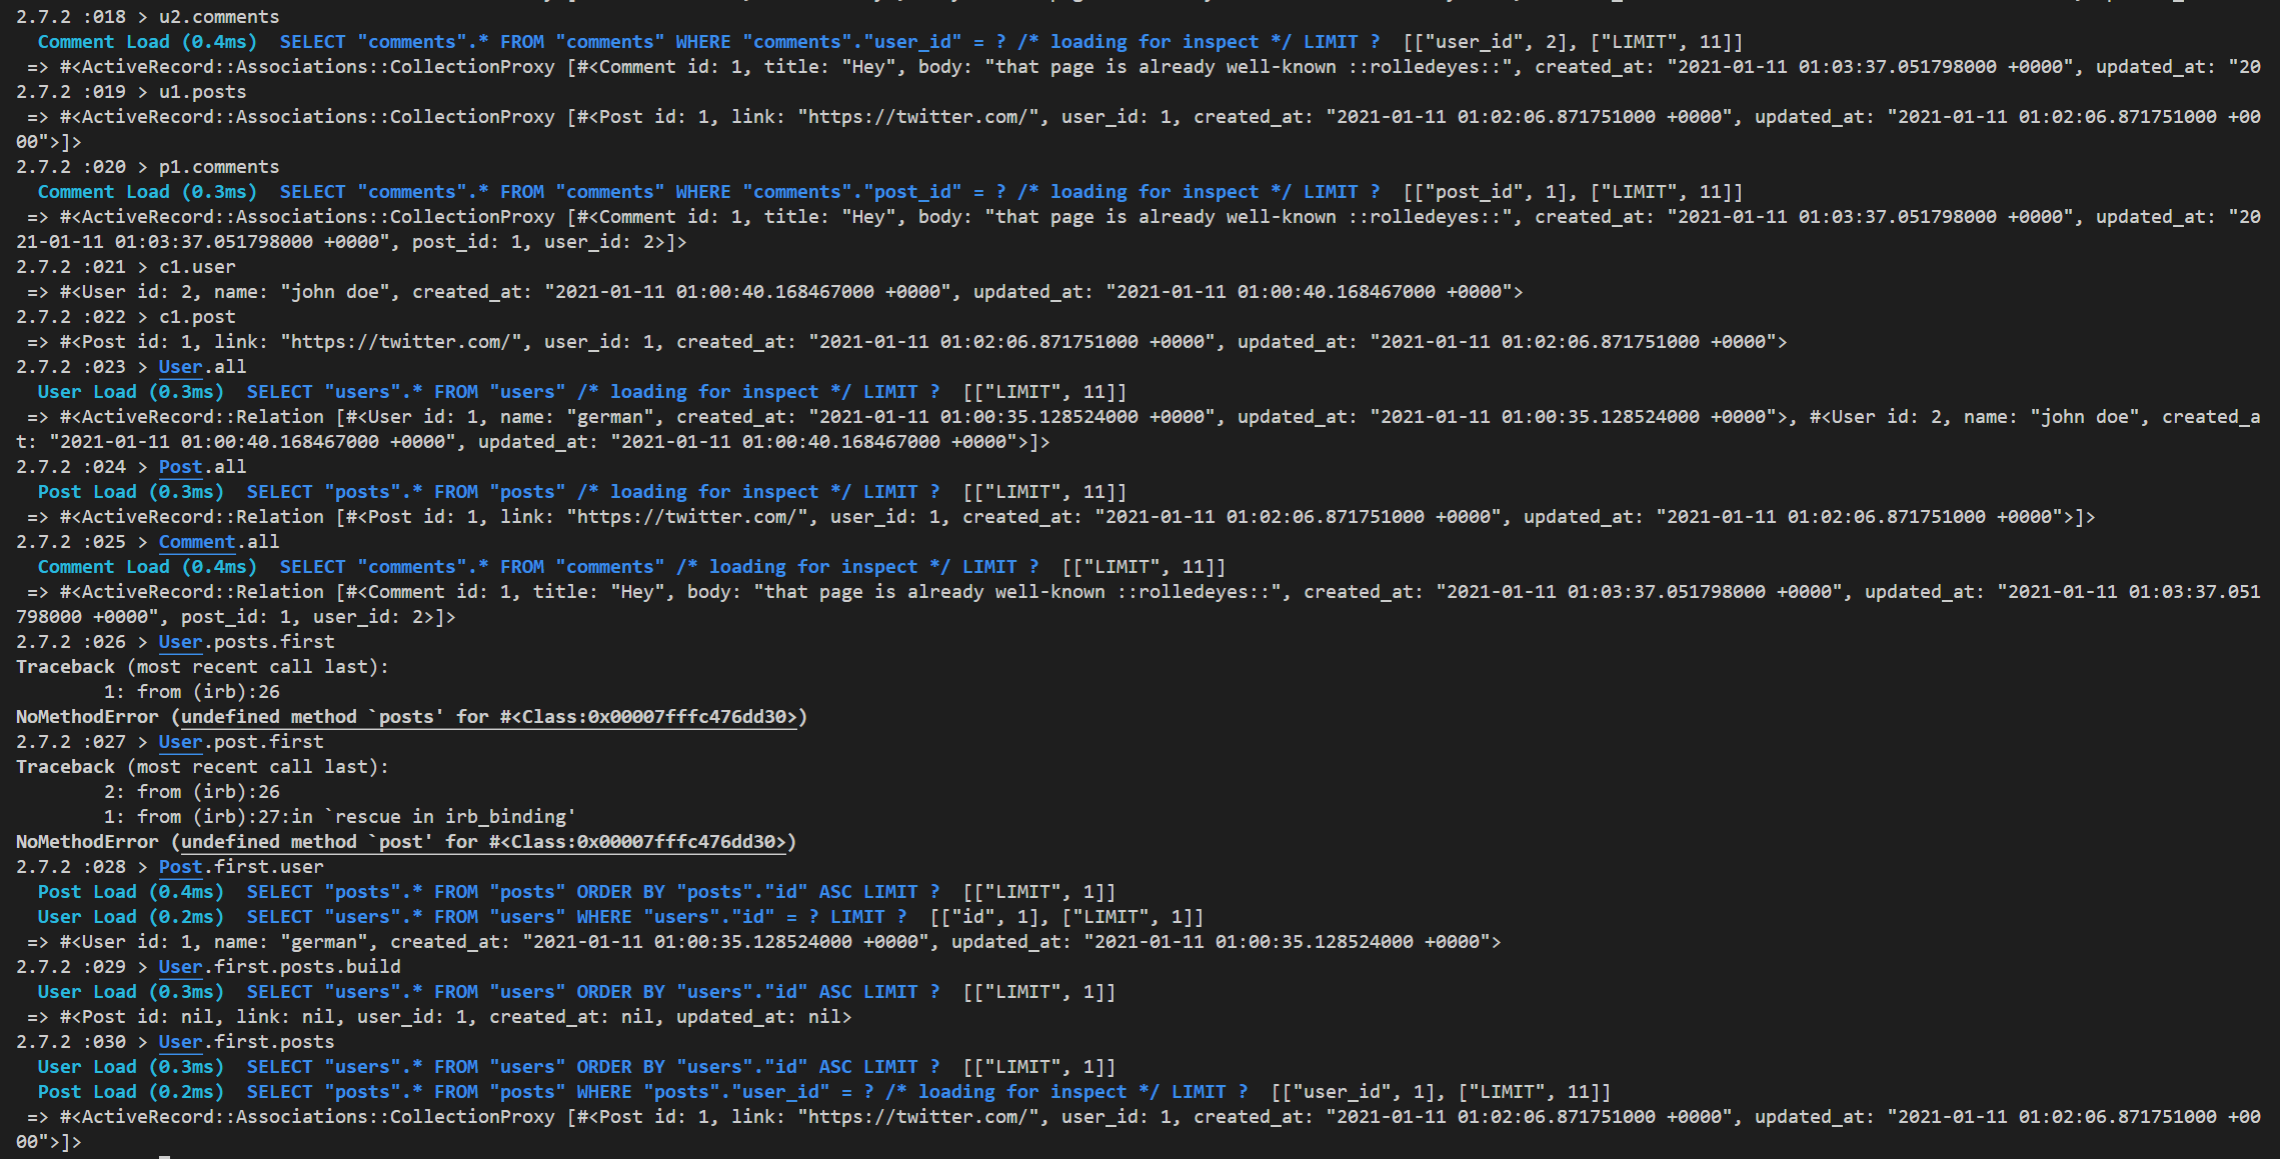 2.7.2 :018 > u2.comments
  Comment Load (0.4ms)  SELECT "comments".* FROM "comments" WHERE "comments"."user_id" = ? /* loading for inspect */ LIMIT ?  [["user_id", 2], ["LIMIT", 11]]
 => #<ActiveRecord::Associations::CollectionProxy [#<Comment id: 1, title: "Hey", body: "that page is already well-known ::rolledeyes::", created_at: "2021-01-11 01:03:37.051798000 +0000", updated_at: "20
2.7.2 :019 > u1.posts
 => #<ActiveRecord::Associations::CollectionProxy [#<Post id: 1, link: "https://twitter.com/", user_id: 1, created_at: "2021-01-11 01:02:06.871751000 +0000", updated_at: "2021-01-11 01:02:06.871751000 +00
00">]>
2.7.2 :020 > p1.comments
  Comment Load (0.3ms)  SELECT "comments".* FROM "comments" WHERE "comments"."post_id" = ? /* loading for inspect */ LIMIT ?  [["post_id", 1], ["LIMIT", 11]]
 => #<ActiveRecord::Associations::CollectionProxy [#<Comment id: 1, title: "Hey", body: "that page is already well-known ::rolledeyes::", created_at: "2021-01-11 01:03:37.051798000 +0000", updated_at: "20
21-01-11 01:03:37.051798000 +0000", post_id: 1, user_id: 2>]>
2.7.2 :021 > c1.user
 => #<User id: 2, name: "john doe", created_at: "2021-01-11 01:00:40.168467000 +0000", updated_at: "2021-01-11 01:00:40.168467000 +0000">
2.7.2 :022 > c1.post
 => #<Post id: 1, link: "https://twitter.com/", user_id: 1, created_at: "2021-01-11 01:02:06.871751000 +0000", updated_at: "2021-01-11 01:02:06.871751000 +0000">
2.7.2 :023 > User.all
  User Load (0.3ms)  SELECT "users".* FROM "users" /* loading for inspect */ LIMIT ?  [["LIMIT", 11]]
 => #<ActiveRecord::Relation [#<User id: 1, name: "german", created_at: "2021-01-11 01:00:35.128524000 +0000", updated_at: "2021-01-11 01:00:35.128524000 +0000">, #<User id: 2, name: "john doe", created_a
t: "2021-01-11 01:00:40.168467000 +0000", updated_at: "2021-01-11 01:00:40.168467000 +0000">]>
2.7.2 :024 > Post.all
  Post Load (0.3ms)  SELECT "posts".* FROM "posts" /* loading for inspect */ LIMIT ?  [["LIMIT", 11]]
 => #<ActiveRecord::Relation [#<Post id: 1, link: "https://twitter.com/", user_id: 1, created_at: "2021-01-11 01:02:06.871751000 +0000", updated_at: "2021-01-11 01:02:06.871751000 +0000">]>
2.7.2 :025 > Comment.all
  Comment Load (0.4ms)  SELECT "comments".* FROM "comments" /* loading for inspect */ LIMIT ?  [["LIMIT", 11]]
 => #<ActiveRecord::Relation [#<Comment id: 1, title: "Hey", body: "that page is already well-known ::rolledeyes::", created_at: "2021-01-11 01:03:37.051798000 +0000", updated_at: "2021-01-11 01:03:37.051
798000 +0000", post_id: 1, user_id: 2>]>
2.7.2 :026 > User.posts.first
Traceback (most recent call last):
        1: from (irb):26
NoMethodError (undefined method `posts' for #<Class:0x00007fffc476dd30>)
2.7.2 :027 > User.post.first
Traceback (most recent call last):
        2: from (irb):26
        1: from (irb):27:in `rescue in irb_binding'
NoMethodError (undefined method `post' for #<Class:0x00007fffc476dd30>)
2.7.2 :028 > Post.first.user
  Post Load (0.4ms)  SELECT "posts".* FROM "posts" ORDER BY "posts"."id" ASC LIMIT ?  [["LIMIT", 1]]
  User Load (0.2ms)  SELECT "users".* FROM "users" WHERE "users"."id" = ? LIMIT ?  [["id", 1], ["LIMIT", 1]]
 => #<User id: 1, name: "german", created_at: "2021-01-11 01:00:35.128524000 +0000", updated_at: "2021-01-11 01:00:35.128524000 +0000">
2.7.2 :029 > User.first.posts.build
  User Load (0.3ms)  SELECT "users".* FROM "users" ORDER BY "users"."id" ASC LIMIT ?  [["LIMIT", 1]]
 => #<Post id: nil, link: nil, user_id: 1, created_at: nil, updated_at: nil>
2.7.2 :030 > User.first.posts
  User Load (0.3ms)  SELECT "users".* FROM "users" ORDER BY "users"."id" ASC LIMIT ?  [["LIMIT", 1]]
  Post Load (0.2ms)  SELECT "posts".* FROM "posts" WHERE "posts"."user_id" = ? /* loading for inspect */ LIMIT ?  [["user_id", 1], ["LIMIT", 11]]
 => #<ActiveRecord::Associations::CollectionProxy [#<Post id: 1, link: "https://twitter.com/", user_id: 1, created_at: "2021-01-11 01:02:06.871751000 +0000", updated_at: "2021-01-11 01:02:06.871751000 +00
00">]>